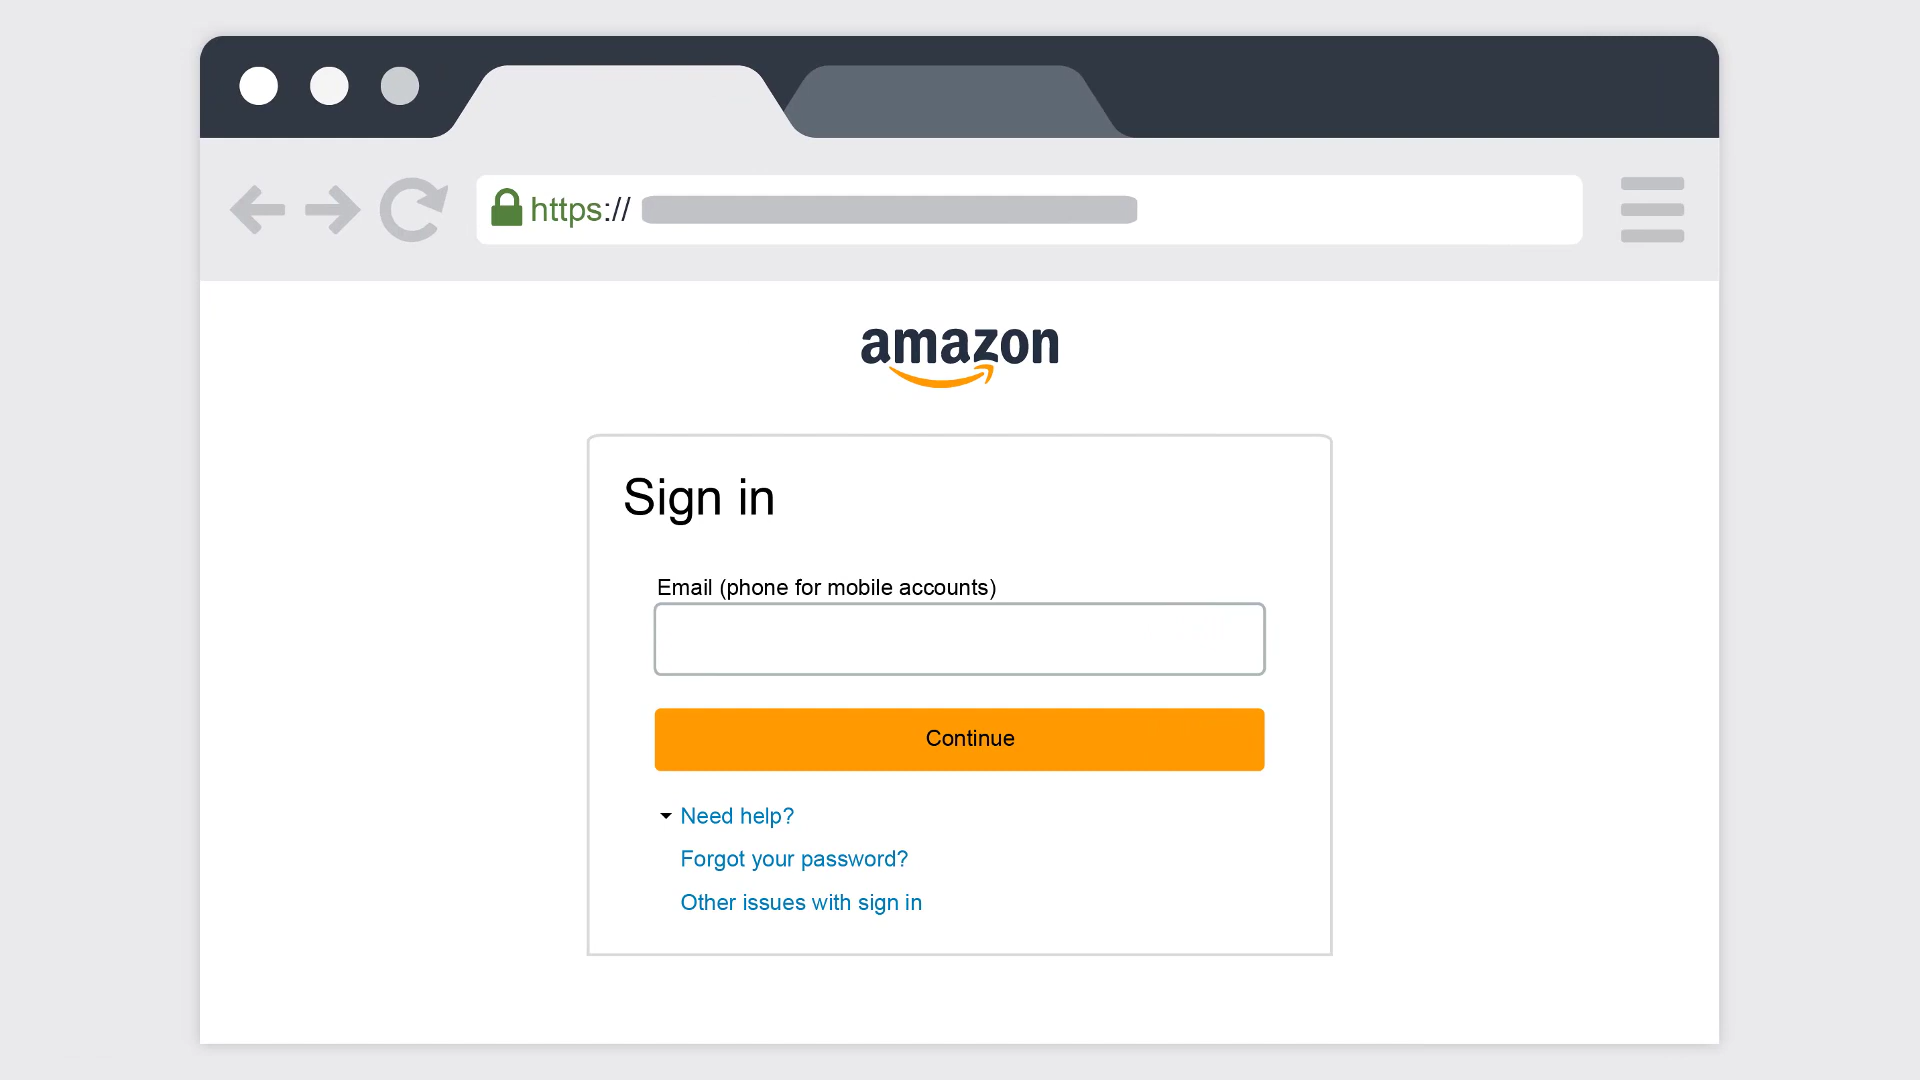 https://
amazon
Sign in
Email (phone for mobile accounts)
Continue
Need help?
Forgot your password?
Other issues with sign in